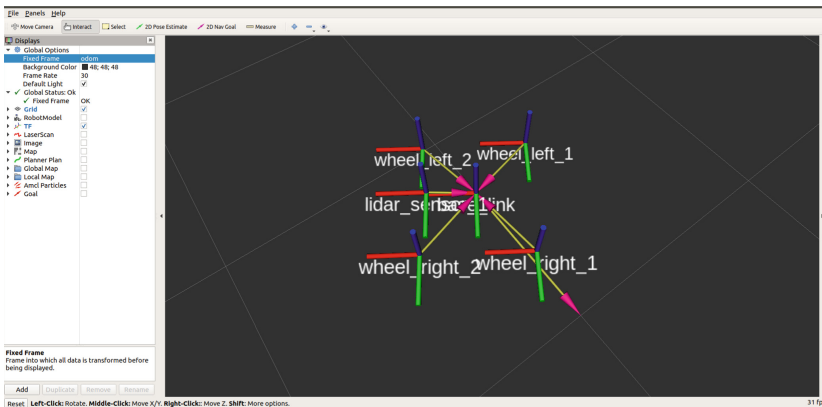 File Panels Help
Move Camera Interact Select 2D Pose Estimate 2D Nav Goal Measure
Displays
Global Options
Fixed Frame odom
Background Color 48; 48; 48
Frame Rate 30
Default Light
Global Status: Ok
Fixed Frame OK
Grid
RobotModel
TF
LaserScan
Image
Map
Planner Plan
Global Map
Local Map
Amcl Particles
Goal
wheel_left_2 wheel_left_1
wheel_right_2 wheel_right_1
Fixed Frame
Frame into which all data is transformed before
being displayed.
Add Duplicate Remove Rename
Reset Left-Click: Rotate. Middle-Click: Move X/Y. Right-Click:: Move Z. Shift: More options. 31 fp